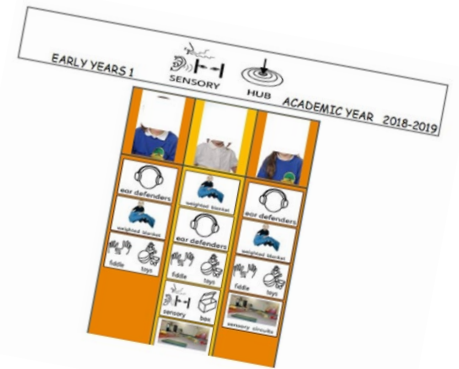 EARLY YEARS 1
SENSORY HUB
ACADEMIC YEAR 2018-2019
ear defenders
weighted blanket
fiddle toys
weighted blanket
ear defenders
fiddle toys
sensory box
ear defenders
weighted blanket
fiddle toys
sensory circuits